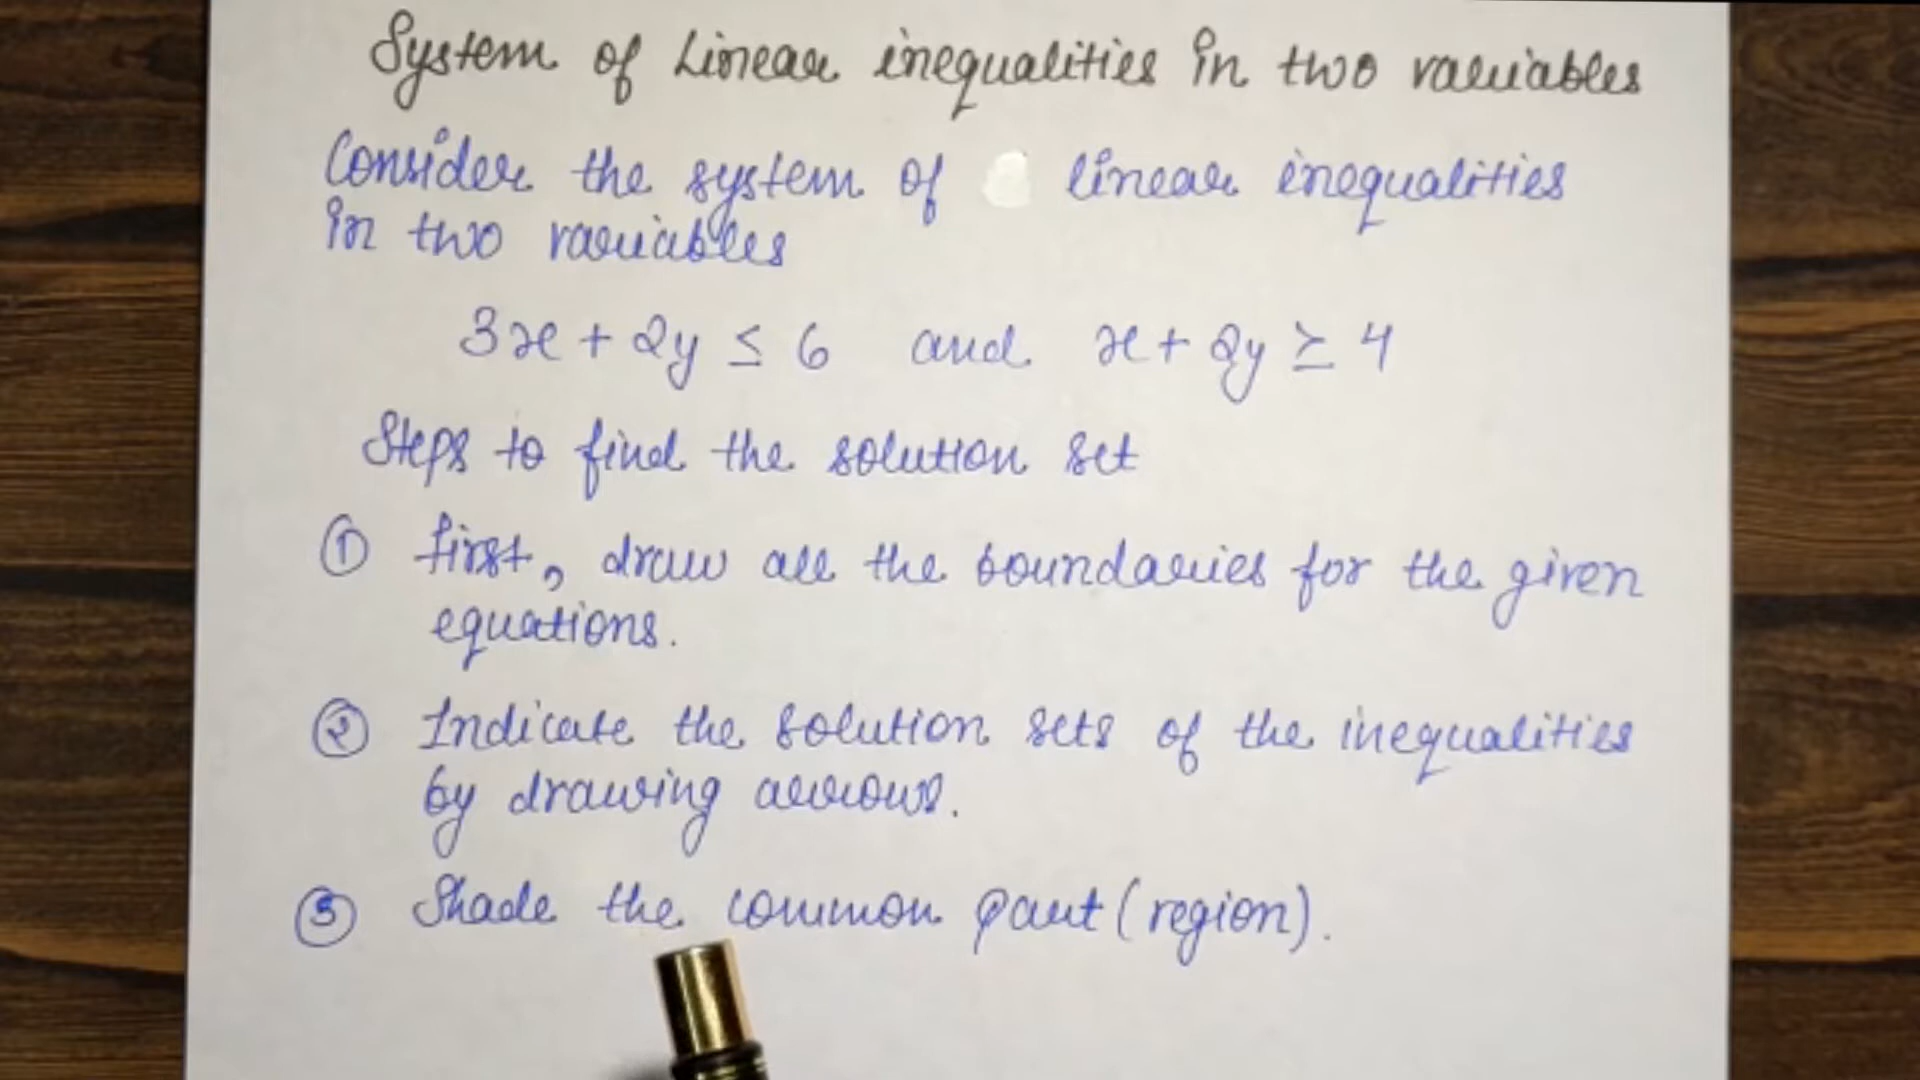 System of Linear inequalities in two variables
Consider the system of linear inequalities
in two variables
3x + 2y ≤ 6 and x + 2y ≥ 4
Steps to find the solution set
① first, draw all the boundaries for the given
equations.
② Indicate the solution sets of the inequalities
by drawing arrows.
③ Shade the common part (region).